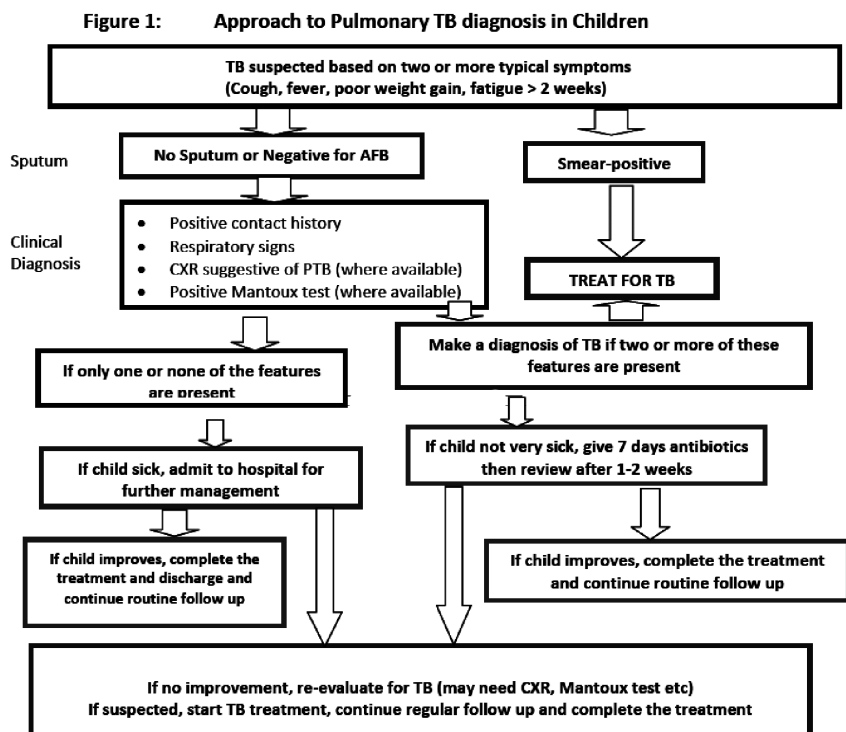 Figure 1: Approach to Pulmonary TB diagnosis in Children
TB suspected based on two or more typical symptoms
(Cough, fever, poor weight gain, fatigue > 2 weeks)
Sputum
No Sputum or Negative for AFB
Smear-positive
Clinical
Diagnosis
• Positive contact history
• Respiratory signs
• CXR suggestive of PTB (where available)
• Positive Mantoux test (where available)
TREAT FOR TB
Make a diagnosis of TB if two or more of these
features are present
If only one or none of the features
are present
If child not very sick, give 7 days antibiotics
then review after 1-2 weeks
If child sick, admit to hospital for
further management
If child improves, complete the
treatment and discharge and
continue routine follow up
If child improves, complete the treatment
and continue routine follow up
If no improvement, re-evaluate for TB (may need CXR, Mantoux test etc)
If suspected, start TB treatment, continue regular follow up and complete the treatment